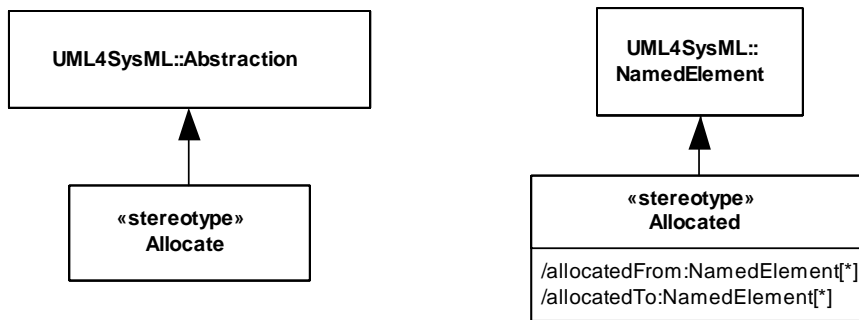 UML4SysML::Abstraction
«stereotype»
Allocate
UML4SysML::
NamedElement
«stereotype»
Allocated
/allocatedFrom:NamedElement[*]
/allocatedTo:NamedElement[*]